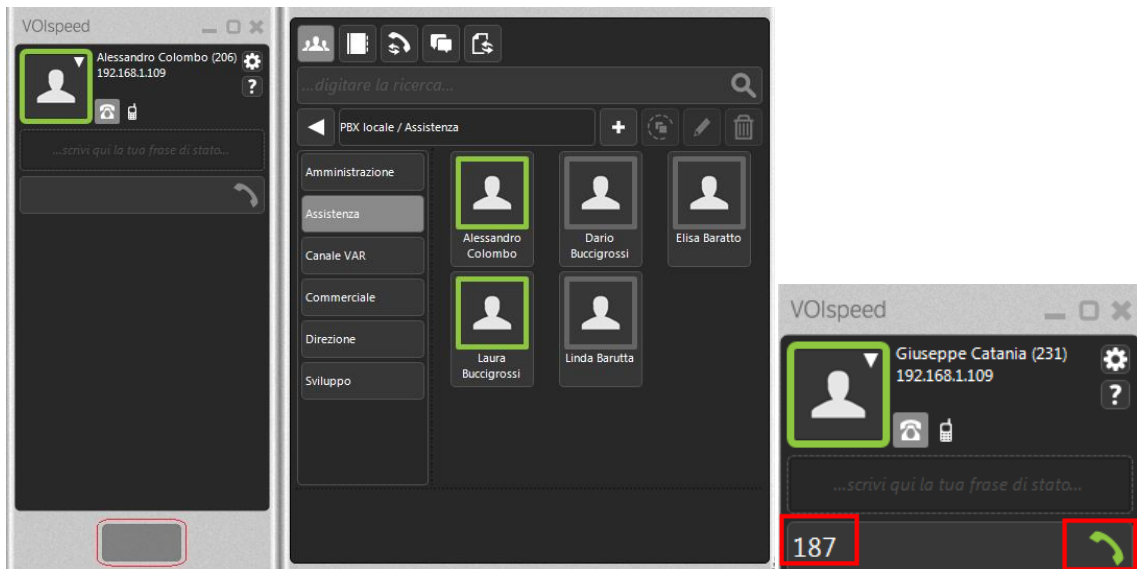 VOIspeed
Alessandro Colombo (206)
192.168.1.109
?
...scrivi qui la tua frase di stato...
...digitare la ricerca...
PBX locale / Assistenza
+
Amministrazione
Assistenza
Canale VAR
Commerciale
Direzione
Sviluppo
Alessandro
Colombo
Dario
Buccigrossi
Elisa Baratto
Laura
Buccigrossi
Linda Barutta
VOIspeed
Giuseppe Catania (231)
192.168.1.109
?
...scrivi qui la tua frase di stato...
187